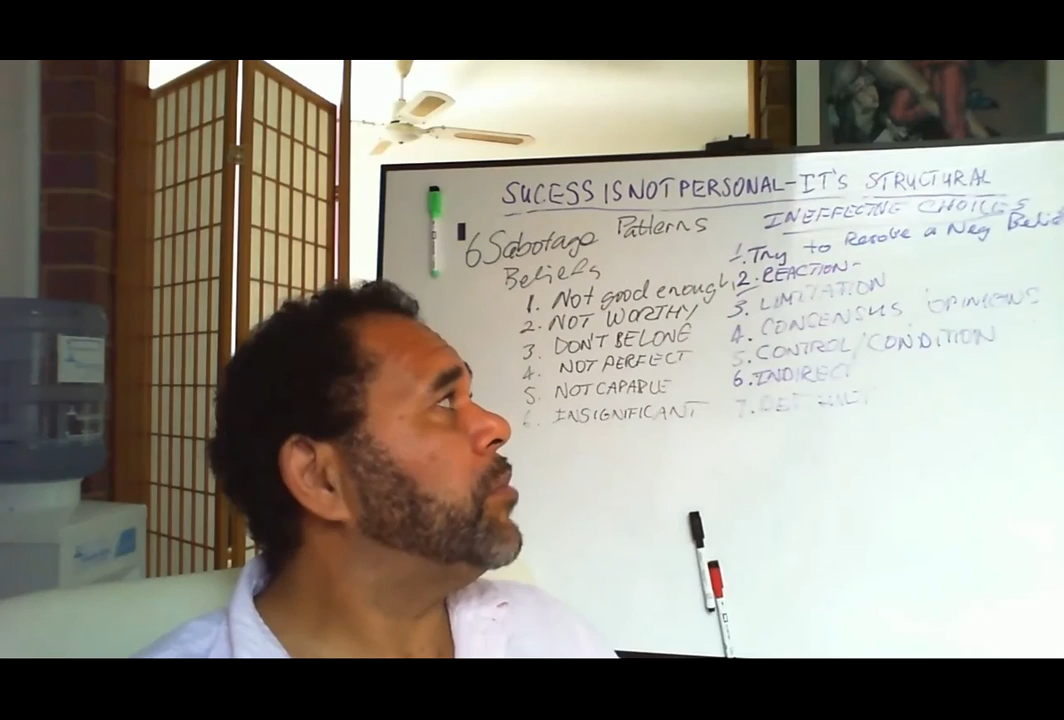 SUCESS IS NOT PERSONAL - IT'S STRUCTURAL
6 Sabotage Patterns
Beliefs
1. Not good enough
2. NOT WORTHY
3. DON'T BELONG
4. NOT PERFECT
5. NOT CAPABLE
6. INSIGNIFICANT
INEFFECTIVE CHOICES
1. Try to Resolve a Neg Belie
2. REACTION-
3. LIMITATION
4. CONCENSUS OPINIONS
5. CONTROL/CONDITION
6. INDIRECT
7.